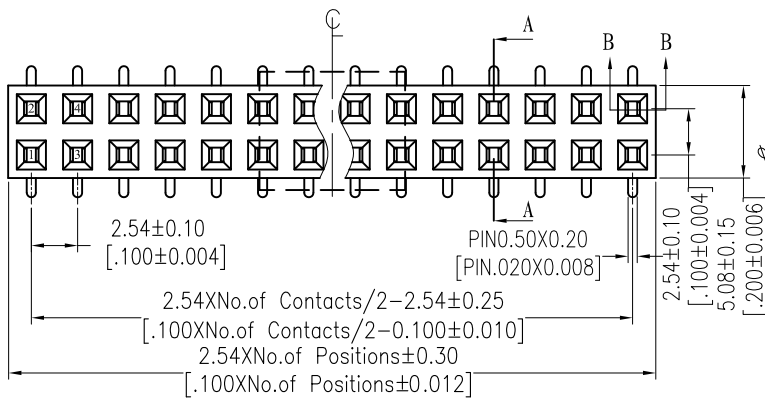 ℄
A
B B
2 4
1 3
A
2.54±0.10
[.100±0.004]
PIN0.50X0.20
[PIN.020X0.008]
2.54±0.10
[.100±0.004]
5.08±0.15
[.200±0.006]
2.54XNo.of Contacts/2-2.54±0.25
[.100XNo.of Contacts/2-0.100±0.010]
2.54XNo.of Positions±0.30
[.100XNo.of Positions±0.012]